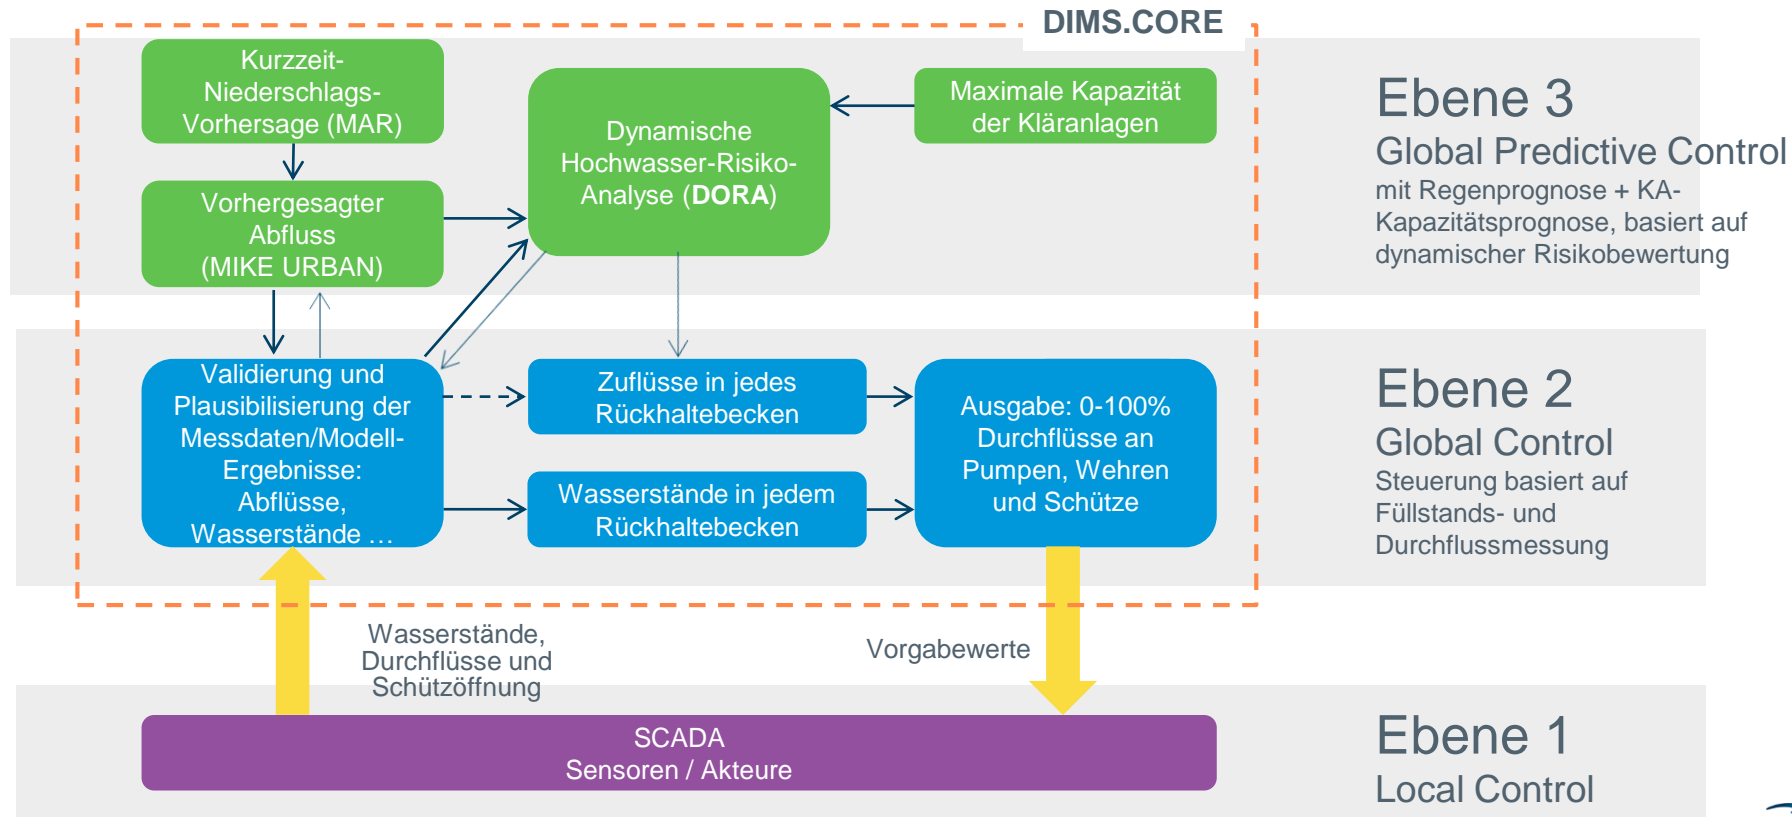 DIMS.CORE
Kurzzeit-
Niederschlags-
Vorhersage (MAR)
Dynamische
Hochwasser-Risiko-
Analyse (DORA)
Maximale Kapazität
der Kläranlagen
Vorhergesagter
Abfluss
(MIKE URBAN)
Ebene 3
Global Predictive Control
mit Regenprognose + KA-
Kapazitätsprognose, basiert auf
dynamischer Risikobewertung
Validierung und
Plausibilisierung der
Messdaten/Modell-
Ergebnisse:
Abflüsse,
Wasserstände …
Zuflüsse in jedes
Rückhaltebecken
Wasserstände in jedem
Rückhaltebecken
Ausgabe: 0-100%
Durchflüsse an
Pumpen, Wehren
und Schütze
Ebene 2
Global Control
Steuerung basiert auf
Füllstands- und
Durchflussmessung
Wasserstände,
Durchflüsse und
Schützöffnung
Vorgabewerte
SCADA
Sensoren / Akteure
Ebene 1
Local Control